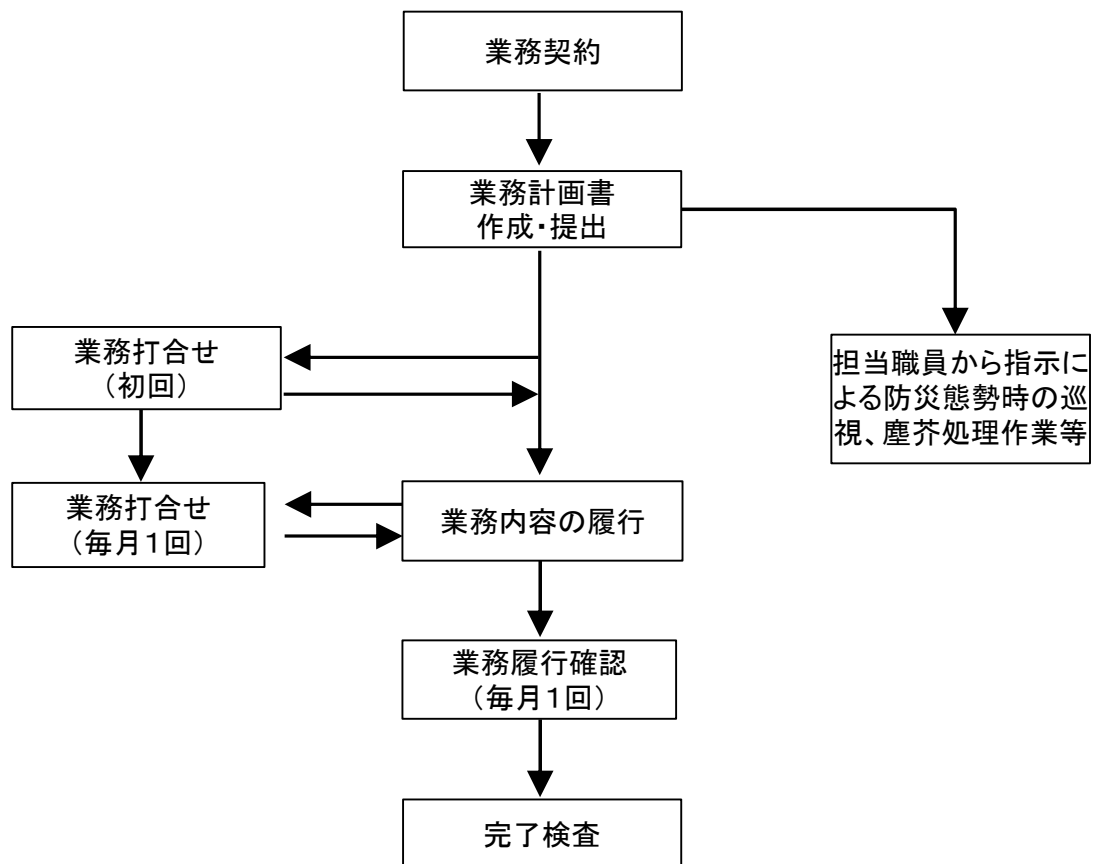 業務契約
業務計画書
作成・提出
業務打合せ
（初回）
担当職員から指示に
よる防災態勢時の巡
視、塵芥処理作業等
業務打合せ
（毎月１回）
業務内容の履行
業務履行確認
（毎月１回）
完了検査